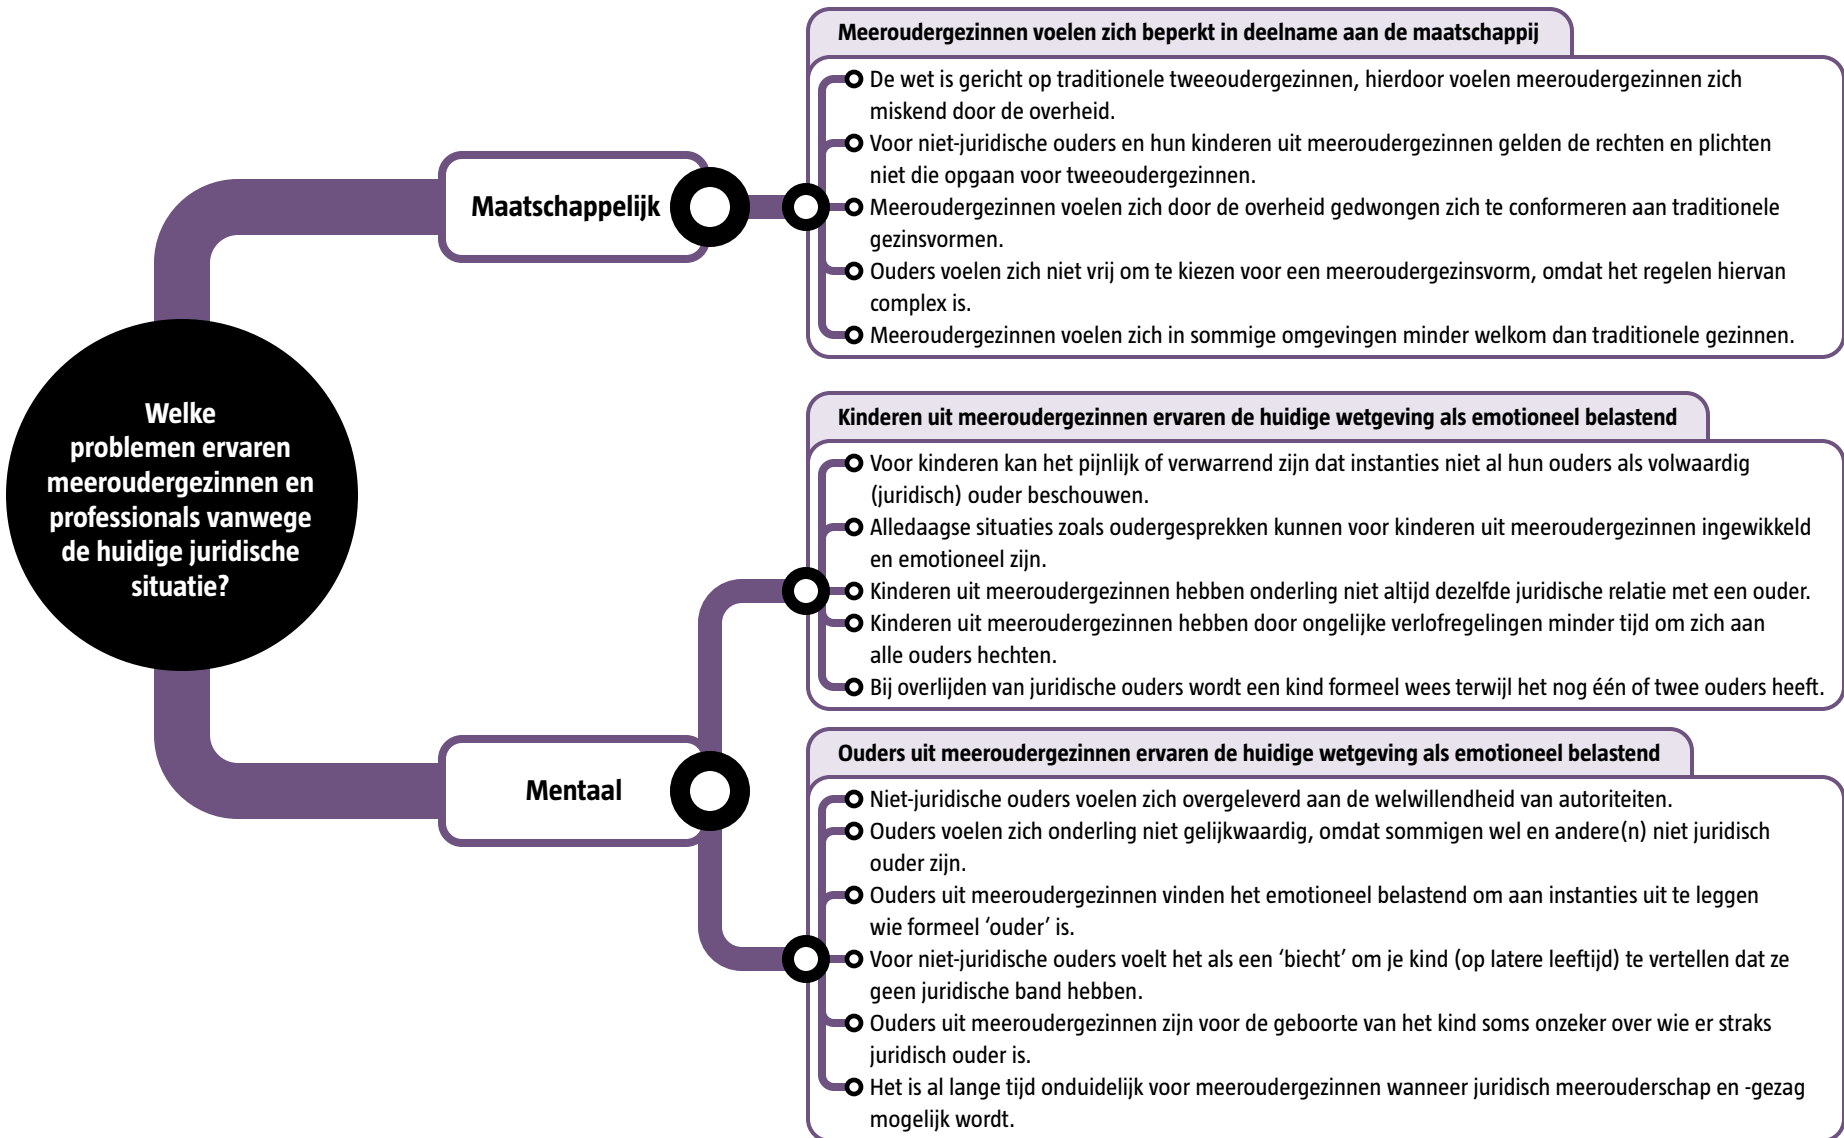 Welke
problemen ervaren
meeroudergezinnen en
professionals vanwege
de huidige juridische
situatie?
Maatschappelijk
Meeroudergezinnen voelen zich beperkt in deelname aan de maatschappij
De wet is gericht op traditionele tweeoudergezinnen, hierdoor voelen meeroudergezinnen zich
miskend door de overheid.
Voor niet-juridische ouders en hun kinderen uit meeroudergezinnen gelden de rechten en plichten
niet die opgaan voor tweeoudergezinnen.
Meeroudergezinnen voelen zich door de overheid gedwongen zich te conformeren aan traditionele
gezinsvormen.
Ouders voelen zich niet vrij om te kiezen voor een meeroudergezinsvorm, omdat het regelen hiervan
complex is.
Meeroudergezinnen voelen zich in sommige omgevingen minder welkom dan traditionele gezinnen.
Mentaal
Kinderen uit meeroudergezinnen ervaren de huidige wetgeving als emotioneel belastend
Voor kinderen kan het pijnlijk of verwarrend zijn dat instanties niet al hun ouders als volwaardig
(juridisch) ouder beschouwen.
Alledaagse situaties zoals oudergesprekken kunnen voor kinderen uit meeroudergezinnen ingewikkeld
en emotioneel zijn.
Kinderen uit meeroudergezinnen hebben onderling niet altijd dezelfde juridische relatie met een ouder.
Kinderen uit meeroudergezinnen hebben door ongelijke verlofregelingen minder tijd om zich aan
alle ouders hechten.
Bij overlijden van juridische ouders wordt een kind formeel wees terwijl het nog één of twee ouders heeft.
Ouders uit meeroudergezinnen ervaren de huidige wetgeving als emotioneel belastend
Niet-juridische ouders voelen zich overgeleverd aan de welwillendheid van autoriteiten.
Ouders voelen zich onderling niet gelijkwaardig, omdat sommigen wel en andere(n) niet juridisch
ouder zijn.
Ouders uit meeroudergezinnen vinden het emotioneel belastend om aan instanties uit te leggen
wie formeel ‘ouder’ is.
Voor niet-juridische ouders voelt het als een ‘biecht’ om je kind (op latere leeftijd) te vertellen dat ze
geen juridische band hebben.
Ouders uit meeroudergezinnen zijn voor de geboorte van het kind soms onzeker over wie er straks
juridisch ouder is.
Het is al lange tijd onduidelijk voor meeroudergezinnen wanneer juridisch meerouderschap en -gezag
mogelijk wordt.